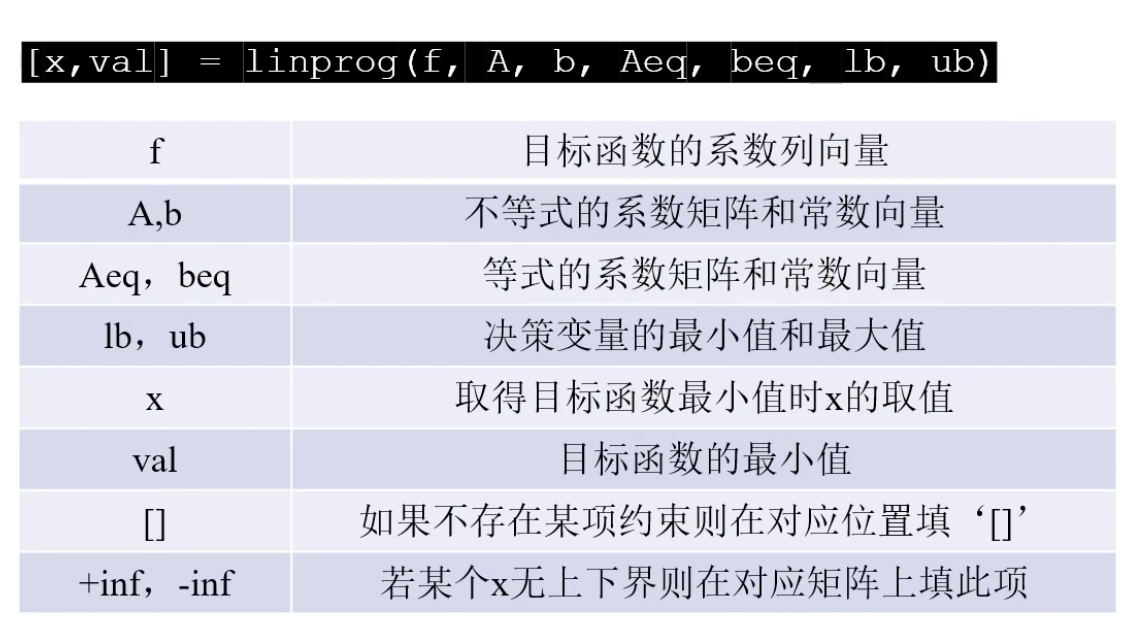 [x,val] = linprog(f, A, b, Aeq, beq, lb, ub)
f 目标函数的系数列向量
A,b 不等式的系数矩阵和常数向量
Aeq，beq 等式的系数矩阵和常数向量
lb，ub 决策变量的最小值和最大值
x 取得目标函数最小值时x的取值
val 目标函数的最小值
[] 如果不存在某项约束则在对应位置填‘[]’
+inf，-inf 若某个x无上下界则在对应矩阵上填此项